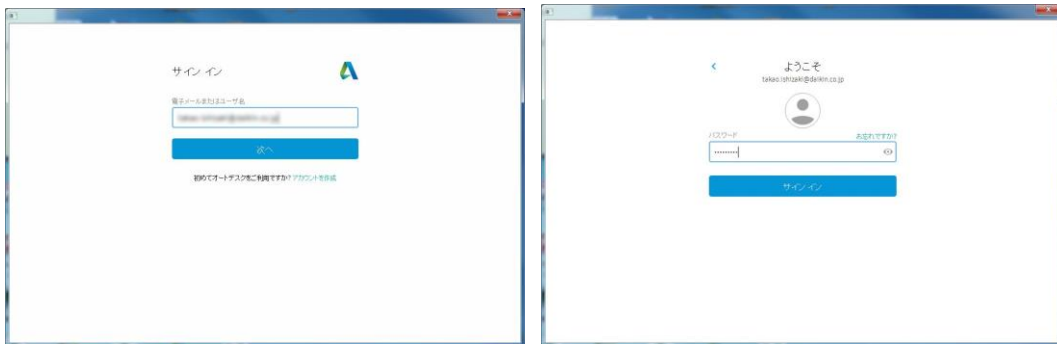 サイン イン
電子メールまたはユーザ名
次へ
初めてオートデスクをご利用ですか? アカウントを作成
ようこそ
takao.ishizaki@daikin.co.jp
パスワード お忘れですか?
サイン イン